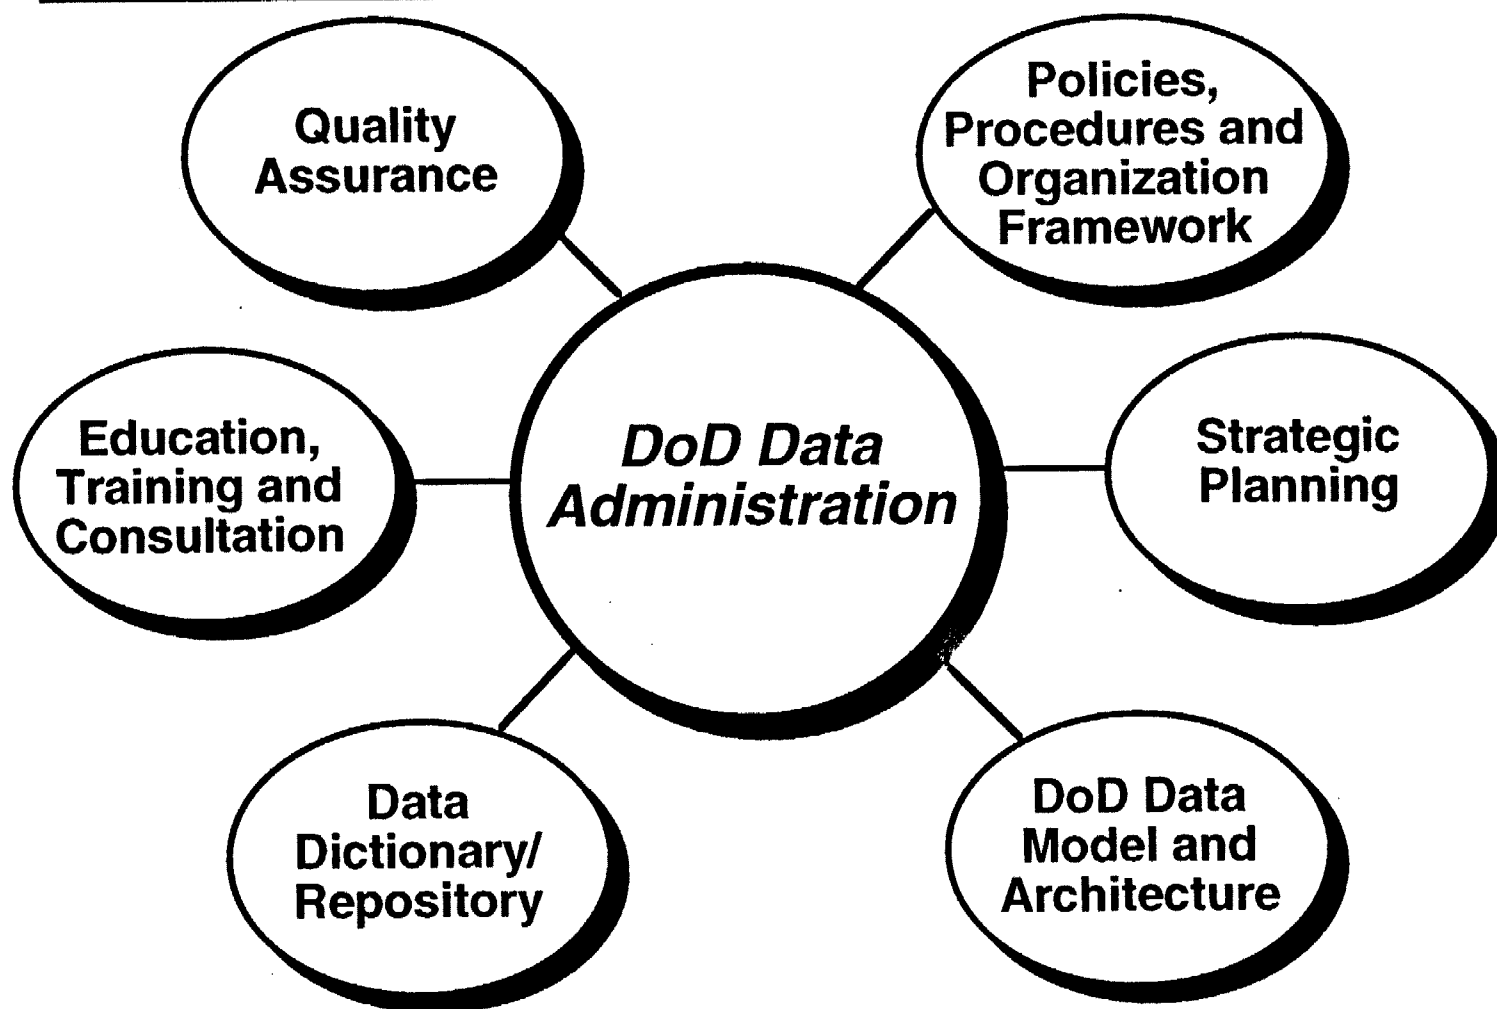 Quality
Assurance
Policies,
Procedures and
Organization
Framework
Education,
Training and
Consultation
DoD Data
Administration
Strategic
Planning
Data
Dictionary/
Repository
DoD Data
Model and
Architecture